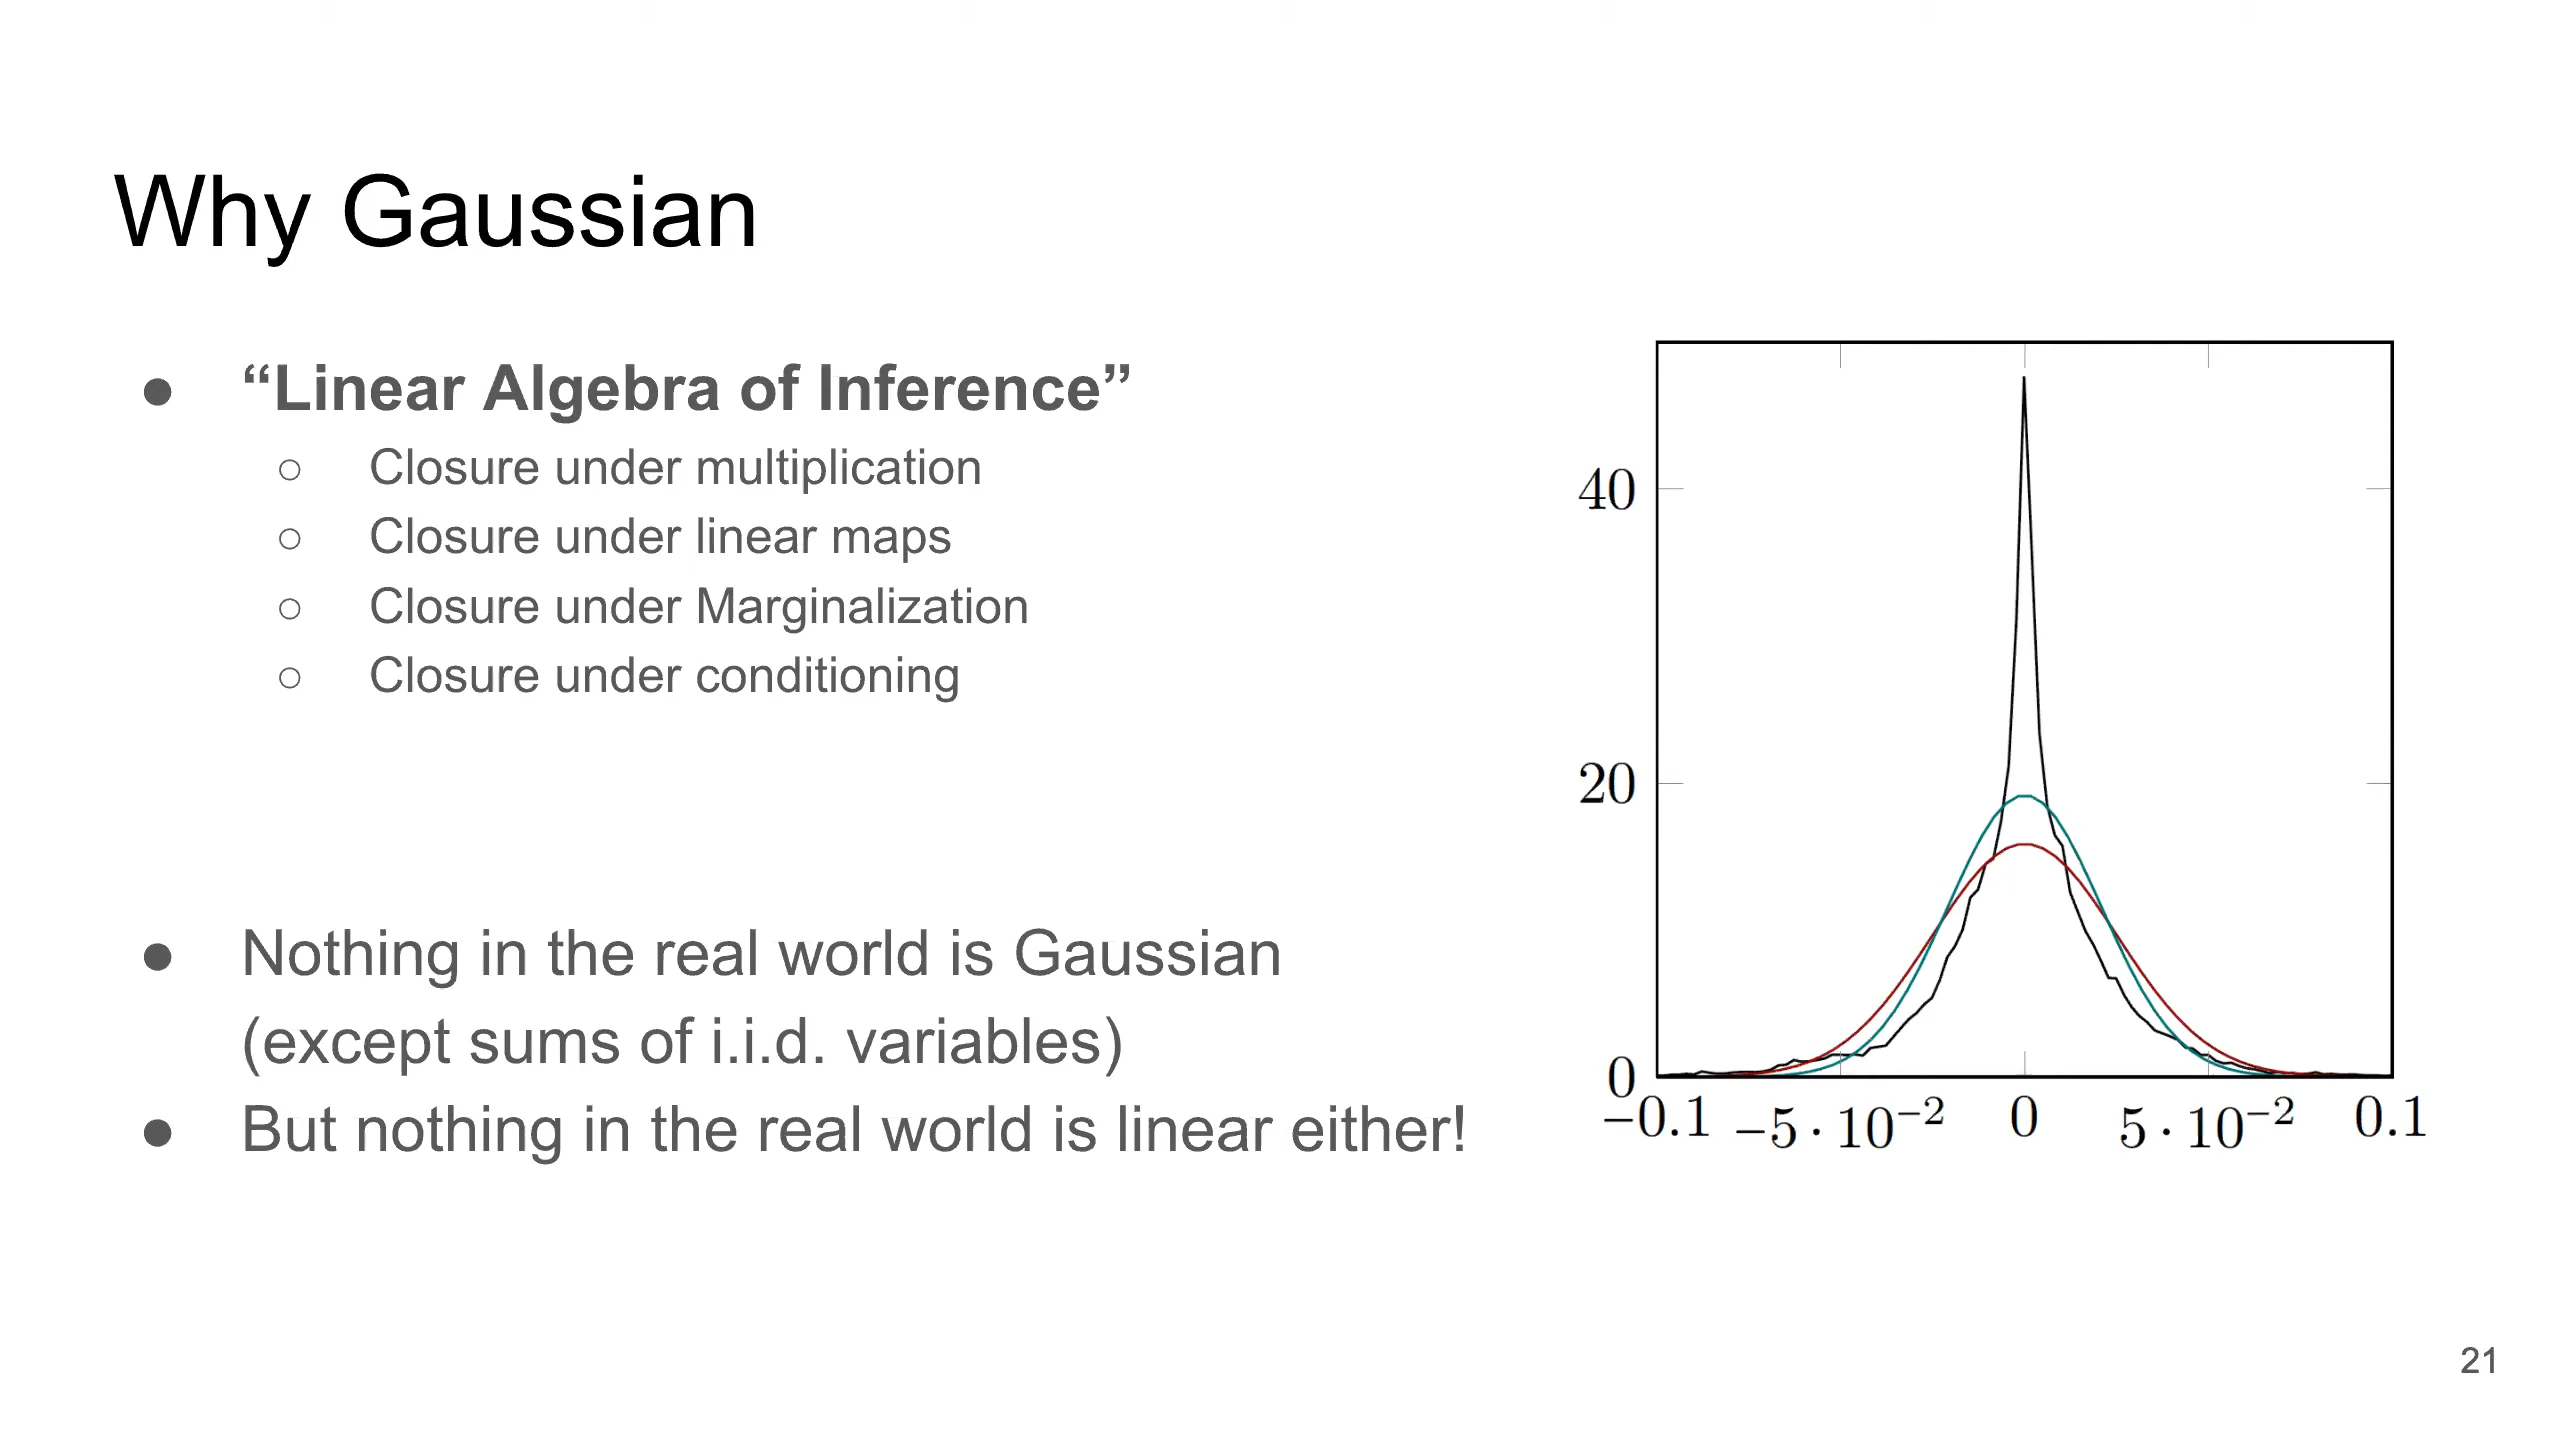 Why Gaussian
● “Linear Algebra of Inference”
○ Closure under multiplication
○ Closure under linear maps
○ Closure under Marginalization
○ Closure under conditioning
● Nothing in the real world is Gaussian
(except sums of i.i.d. variables)
● But nothing in the real world is linear either!
40
20
0
−0.1 −5 · 10⁻² 0 5 · 10⁻² 0.1
21